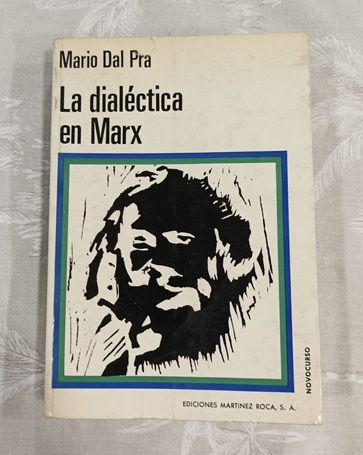 Mario Dal Pra
La dialéctica
en Marx
NOVOCURSO
EDICIONES MARTINEZ ROCA, S. A.